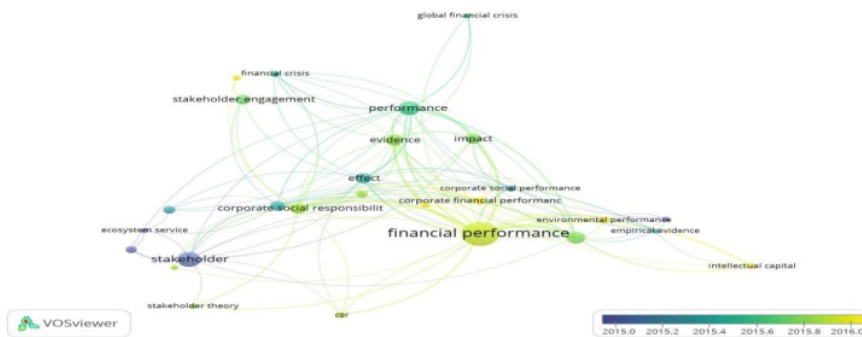 global financial crisis
financial crisis
stakeholder engagement
performance
evidence
impact
effect
corporate social performance
corporate financial performanc
corporate social responsibilit
environmental performance
ecosystem service
financial performance
empirical evidence
stakeholder
intellectual capital
stakeholder theory
csr
VOSviewer
2015.0 2015.2 2015.4 2015.6 2015.8 2016.0